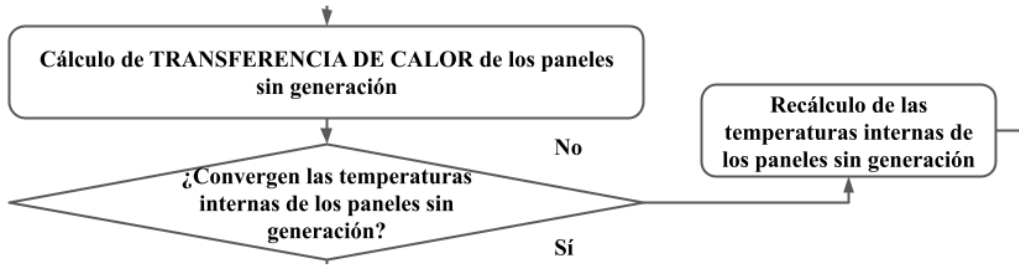 Cálculo de TRANSFERENCIA DE CALOR de los paneles
sin generación
No
¿Convergen las temperaturas
internas de los paneles sin
generación?
Sí
Recálculo de las
temperaturas internas de
los paneles sin generación